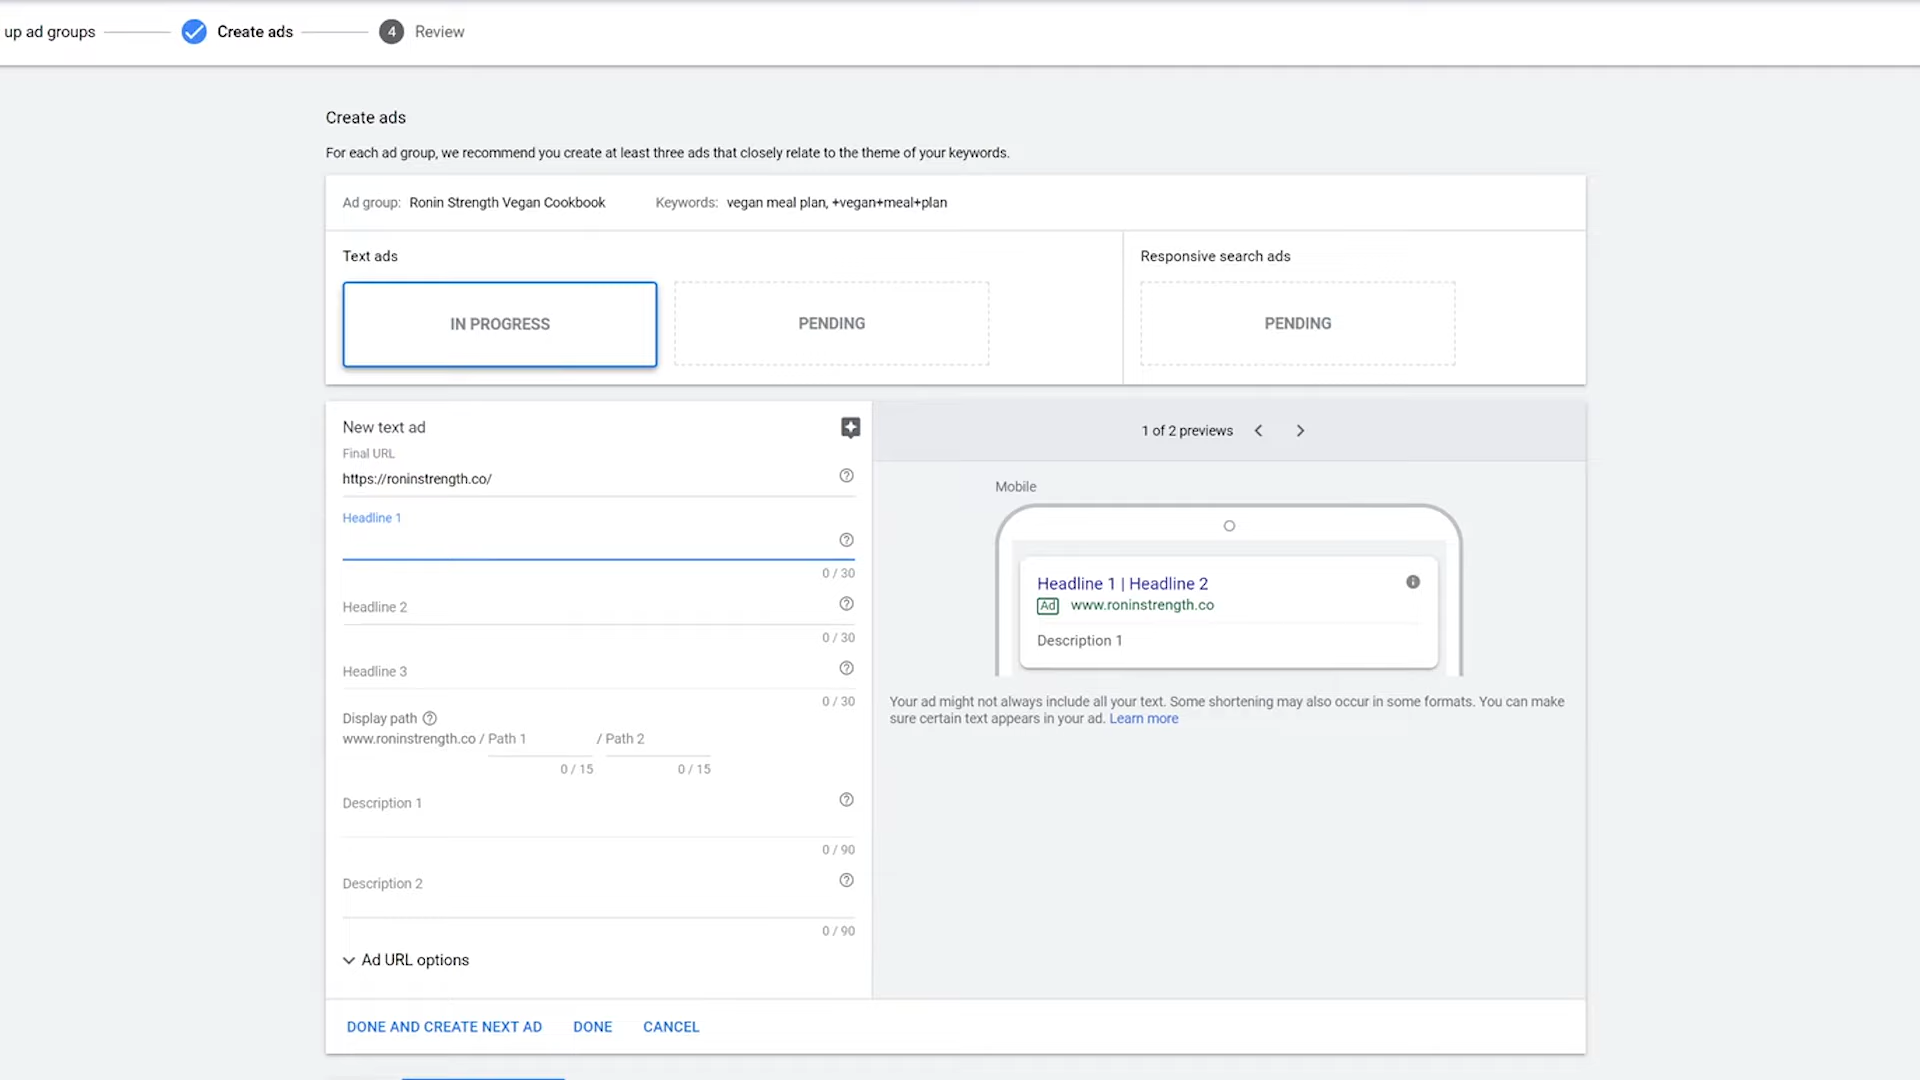 up ad groups Create ads 4 Review
Create ads
For each ad group, we recommend you create at least three ads that closely relate to the theme of your keywords.
Ad group: Ronin Strength Vegan Cookbook Keywords: vegan meal plan, +vegan+meal+plan
Text ads
Responsive search ads
IN PROGRESS
PENDING
PENDING
New text ad
Final URL
https://roninstrength.co/
Headline 1
0 / 30
Headline 2
0 / 30
Headline 3
0 / 30
Display path
www.roninstrength.co / Path 1 / Path 2
0 / 15 0 / 15
Description 1
0 / 90
Description 2
0 / 90
Ad URL options
1 of 2 previews
Mobile
Headline 1 | Headline 2
Ad www.roninstrength.co
Description 1
Your ad might not always include all your text. Some shortening may also occur in some formats. You can make
sure certain text appears in your ad. Learn more
DONE AND CREATE NEXT AD DONE CANCEL